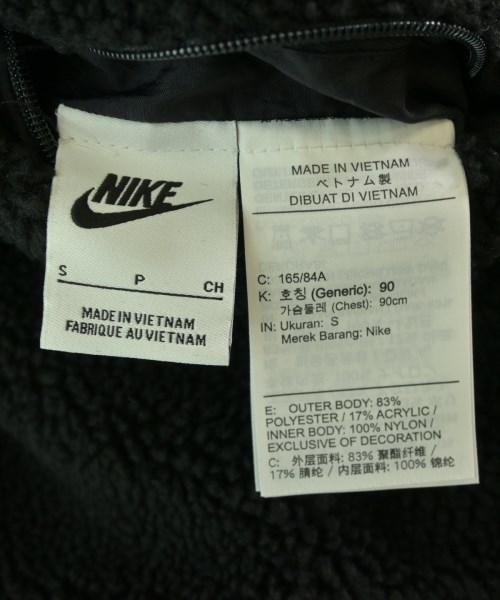 NIKE
S P CH
MADE IN VIETNAM
FABRIQUE AU VIETNAM
MADE IN VIETNAM
ベトナム製
DIBUAT DI VIETNAM
C: 165/84A
K: 호칭 (Generic): 90
가슴둘레 (Chest): 90cm
IN: Ukuran: S
Merek Barang: Nike
E: OUTER BODY: 83%
POLYESTER / 17% ACRYLIC /
INNER BODY: 100% NYLON /
EXCLUSIVE OF DECORATION
C: 外层面料: 83% 聚酯纤维 /
17% 腈纶 / 内层面料: 100% 锦纶